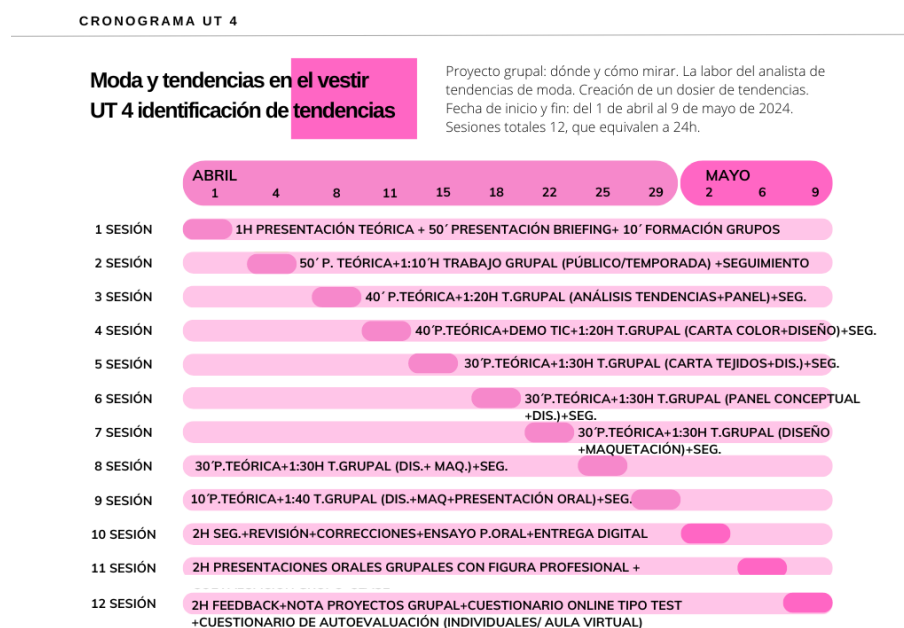 CRONOGRAMA UT 4
Moda y tendencias en el vestir
UT 4 identificación de tendencias
Proyecto grupal: dónde y cómo mirar. La labor del analista de
tendencias de moda. Creación de un dosier de tendencias.
Fecha de inicio y fin: del 1 de abril al 9 de mayo de 2024.
Sesiones totales 12, que equivalen a 24h.
ABRIL MAYO
1 4 8 11 15 18 22 25 29 2 6 9
1 SESIÓN 1H PRESENTACIÓN TEÓRICA + 50´ PRESENTACIÓN BRIEFING+ 10´ FORMACIÓN GRUPOS
2 SESIÓN 50´ P. TEÓRICA+1:10´H TRABAJO GRUPAL (PÚBLICO/TEMPORADA) +SEGUIMIENTO
3 SESIÓN 40´ P.TEÓRICA+1:20H T.GRUPAL (ANÁLISIS TENDENCIAS+PANEL)+SEG.
4 SESIÓN 40´P.TEÓRICA+DEMO TIC+1:20H T.GRUPAL (CARTA COLOR+DISEÑO)+SEG.
5 SESIÓN 30´P.TEÓRICA+1:30H T.GRUPAL (CARTA TEJIDOS+DIS.)+SEG.
6 SESIÓN 30´P.TEÓRICA+1:30H T.GRUPAL (PANEL CONCEPTUAL
+DIS.)+SEG.
7 SESIÓN 30´P.TEÓRICA+1:30H T.GRUPAL (DISEÑO
+MAQUETACIÓN)+SEG.
8 SESIÓN 30´P.TEÓRICA+1:30H T.GRUPAL (DIS.+ MAQ.)+SEG.
9 SESIÓN 10´P.TEÓRICA+1:40 T.GRUPAL (DIS.+MAQ+PRESENTACIÓN ORAL)+SEG.
10 SESIÓN 2H SEG.+REVISIÓN+CORRECCIONES+ENSAYO P.ORAL+ENTREGA DIGITAL
11 SESIÓN 2H PRESENTACIONES ORALES GRUPALES CON FIGURA PROFESIONAL +
12 SESIÓN 2H FEEDBACK+NOTA PROYECTOS GRUPAL+CUESTIONARIO ONLINE TIPO TEST
+CUESTIONARIO DE AUTOEVALUACIÓN (INDIVIDUALES/ AULA VIRTUAL)